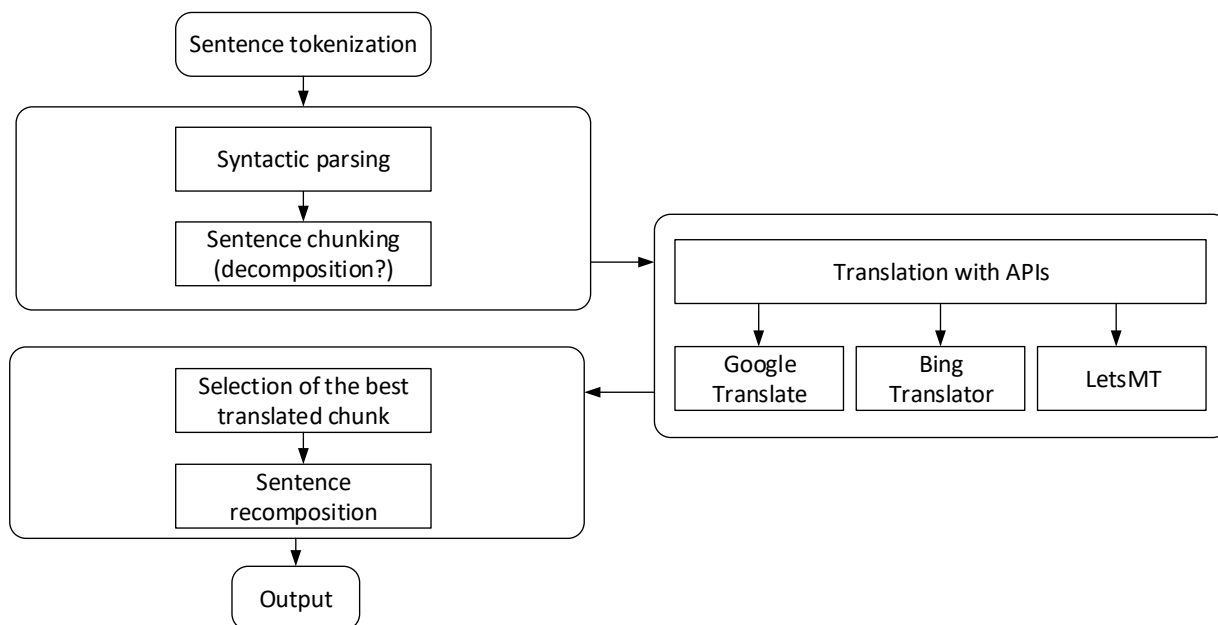 Sentence tokenization
Syntactic parsing
Sentence chunking
(decomposition?)
Translation with APIs
Google
Translate
Bing
Translator
LetsMT
Selection of the best
translated chunk
Sentence
recomposition
Output